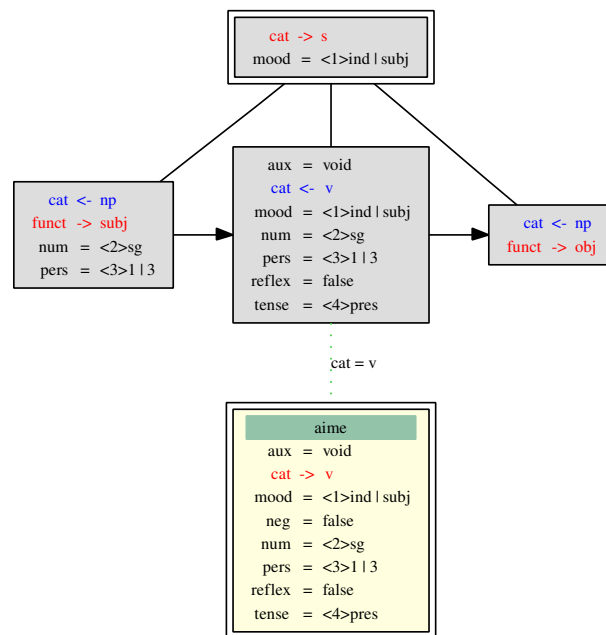 cat -> s
mood = <1>ind | subj
cat <- np
funct -> subj
num = <2>sg
pers = <3>1 | 3
aux = void
cat <- v
mood = <1>ind | subj
num = <2>sg
pers = <3>1 | 3
reflex = false
tense = <4>pres
cat <- np
funct -> obj
cat = v
aime
aux = void
cat -> v
mood = <1>ind | subj
neg = false
num = <2>sg
pers = <3>1 | 3
reflex = false
tense = <4>pres